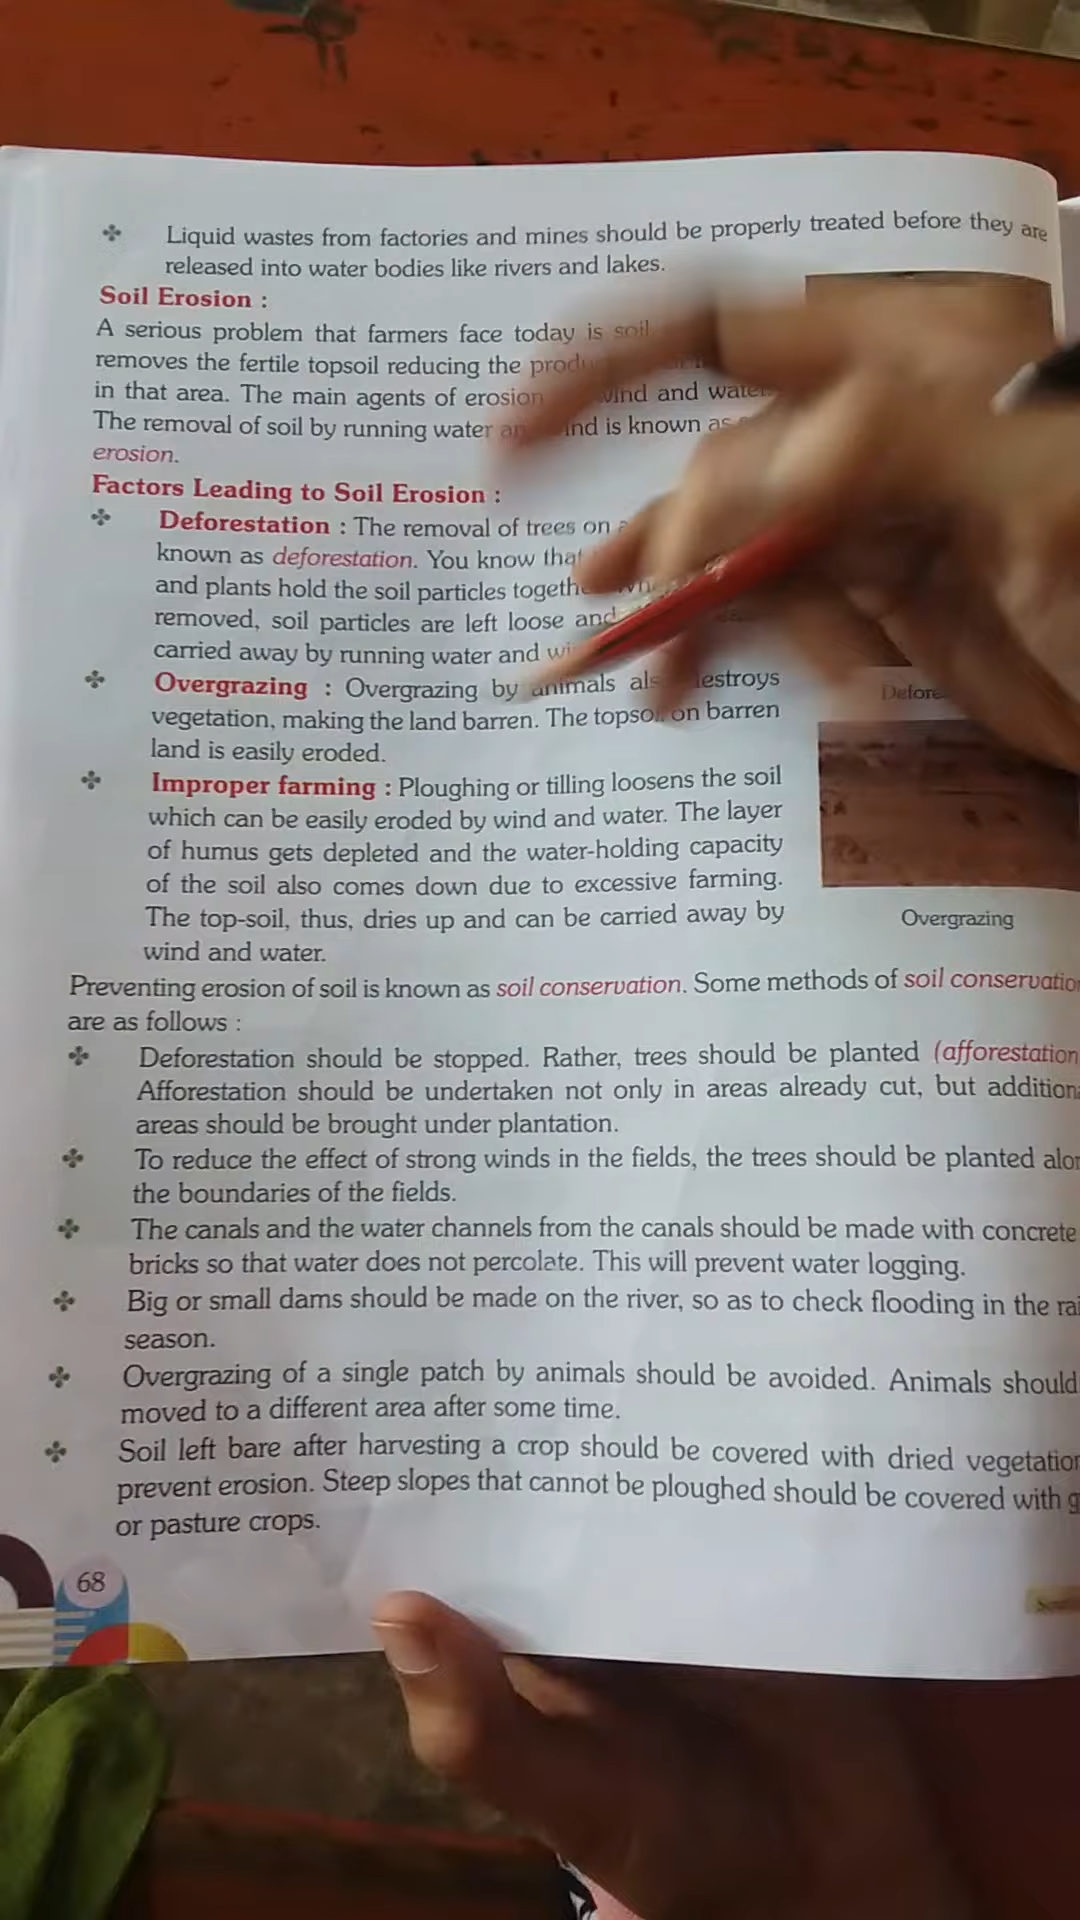 ✤ Liquid wastes from factories and mines should be properly treated before they are
released into water bodies like rivers and lakes.
Soil Erosion :
A serious problem that farmers face today is soil
removes the fertile topsoil reducing the
in that area. The main agents of erosion wind and water.
The removal of soil by running water wind is known as
erosion.
Factors Leading to Soil Erosion :
✤ Deforestation : The removal of trees on
known as deforestation. You know that
and plants hold the soil particles together
removed, soil particles are left loose and
carried away by running water and
✤ Overgrazing : Overgrazing by animals also destroys
vegetation, making the land barren. The topsoil on barren
land is easily eroded.
✤ Improper farming : Ploughing or tilling loosens the soil
which can be easily eroded by wind and water. The layer
of humus gets depleted and the water-holding capacity
of the soil also comes down due to excessive farming.
The top-soil, thus, dries up and can be carried away by
wind and water.
Overgrazing
Preventing erosion of soil is known as soil conservation. Some methods of soil conservation
are as follows :
✤ Deforestation should be stopped. Rather, trees should be planted (afforestation
Afforestation should be undertaken not only in areas already cut, but
areas should be brought under plantation.
✤ To reduce the effect of strong winds in the fields, the trees should be planted
the boundaries of the fields.
✤ The canals and the water channels from the canals should be made with concrete
bricks so that water does not percolate. This will prevent water logging.
✤ Big or small dams should be made on the river, so as to check flooding in the
season.
✤ Overgrazing of a single patch by animals should be avoided. Animals should
moved to a different area after some time.
✤ Soil left bare after harvesting a crop should be covered with dried vegetation
prevent erosion. Steep slopes that cannot be ploughed should be covered with
or pasture crops.
68